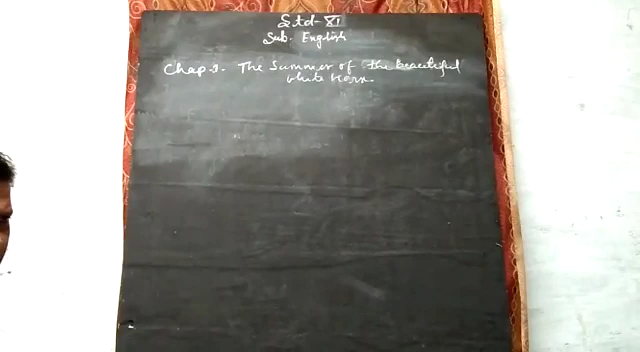 Std-XI
Sub. English
Chap-1. The Summer of the beautiful
white Horse.